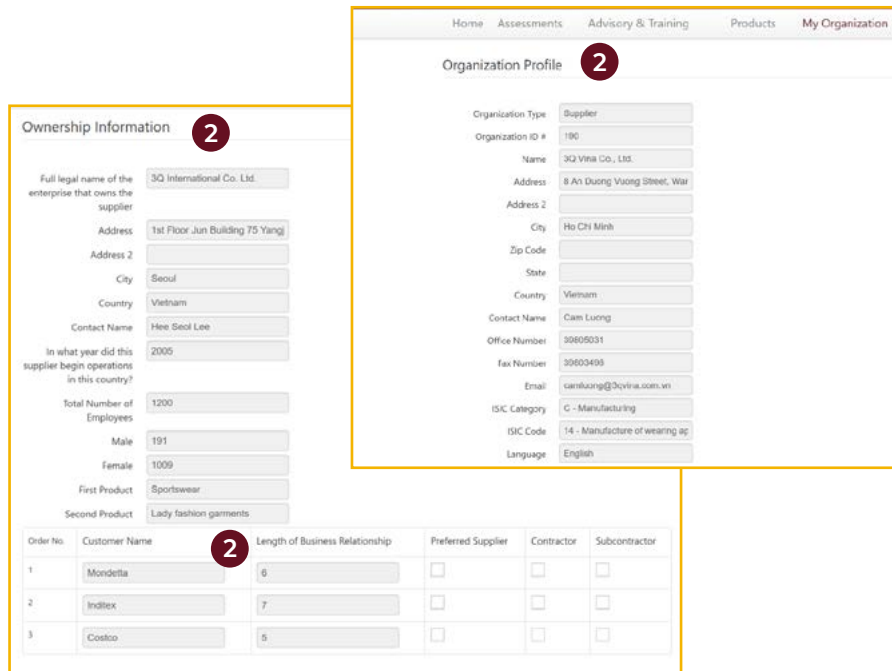 Home Assessments Advisory & Training Products My Organization
Organization Profile 2
Organization Type Supplier
Organization ID # 190
Name 3Q Vina Co., Ltd.
Address 8 An Duong Vuong Street, War
Address 2
City Ho Chi Minh
Zip Code
State
Country Vietnam
Contact Name Cam Luong
Office Number 39805031
Fax Number 39803498
Email camluong@3qvina.com.vn
ISIC Category C - Manufacturing
ISIC Code 14 - Manufacture of wearing ap
Language English
Ownership Information 2
Full legal name of the 3Q International Co. Ltd.
enterprise that owns the
supplier
Address 1st Floor Jun Building 75 Yangj
Address 2
City Seoul
Country Vietnam
Contact Name Hee Seol Lee
In what year did this 2005
supplier begin operations
in this country?
Total Number of 1200
Employees
Male 191
Female 1009
First Product Sportswear
Second Product Lady fashion garments
Order No. Customer Name 2 Length of Business Relationship Preferred Supplier Contractor Subcontractor
1 Mondetta 6
2 Inditex 7
3 Costco 5